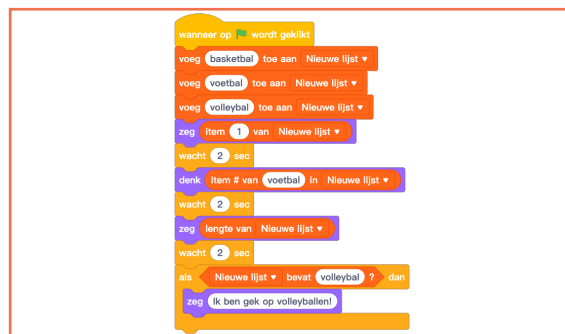 wanneer op wordt geklikt
voeg basketbal toe aan Nieuwe lijst
voeg voetbal toe aan Nieuwe lijst
voeg volleybal toe aan Nieuwe lijst
zeg item 1 van Nieuwe lijst
wacht 2 sec
denk item # van voetbal in Nieuwe lijst
wacht 2 sec
zeg lengte van Nieuwe lijst
wacht 2 sec
als Nieuwe lijst bevat volleybal ? dan
zeg Ik ben gek op volleyballen!